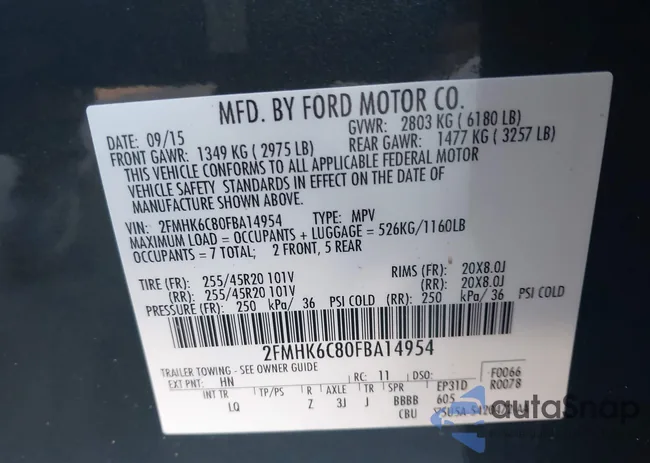 MFD. BY FORD MOTOR CO.
DATE: 09/15 GVWR: 2803 KG ( 6180 LB)
FRONT GAWR: 1349 KG ( 2975 LB) REAR GAWR: 1477 KG ( 3257 LB)
THIS VEHICLE CONFORMS TO ALL APPLICABLE FEDERAL MOTOR
VEHICLE SAFETY STANDARDS IN EFFECT ON THE DATE OF
MANUFACTURE SHOWN ABOVE.
VIN: 2FMHK6C80FBA14954 TYPE: MPV
MAXIMUM LOAD = OCCUPANTS + LUGGAGE = 526KG/1160LB
OCCUPANTS = 7 TOTAL; 2 FRONT, 5 REAR
TIRE (FR): 255/45R20 101V RIMS (FR): 20X8.0J
(RR): 255/45R20 101V (RR): 20X8.0J
PRESSURE (FR): 250 kPa/ 36 PSI COLD (RR): 250 kPa/ 36 PSI COLD
2FMHK6C80FBA14954
TRAILER TOWING - SEE OWNER GUIDE
EXT PNT: HN RC: 11 DSO: F0066
R0078
INT TR TP/PS R AXLE TR SPR EP31D
LQ Z 3J J BBBB 605
CBU
autoSnap